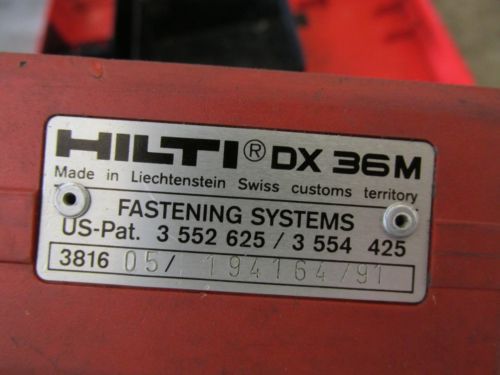 HILTI® DX 36M
Made in Liechtenstein Swiss customs territory
FASTENING SYSTEMS
US-Pat. 3 552 625 / 3 554 425
3816 05/ 194164/91